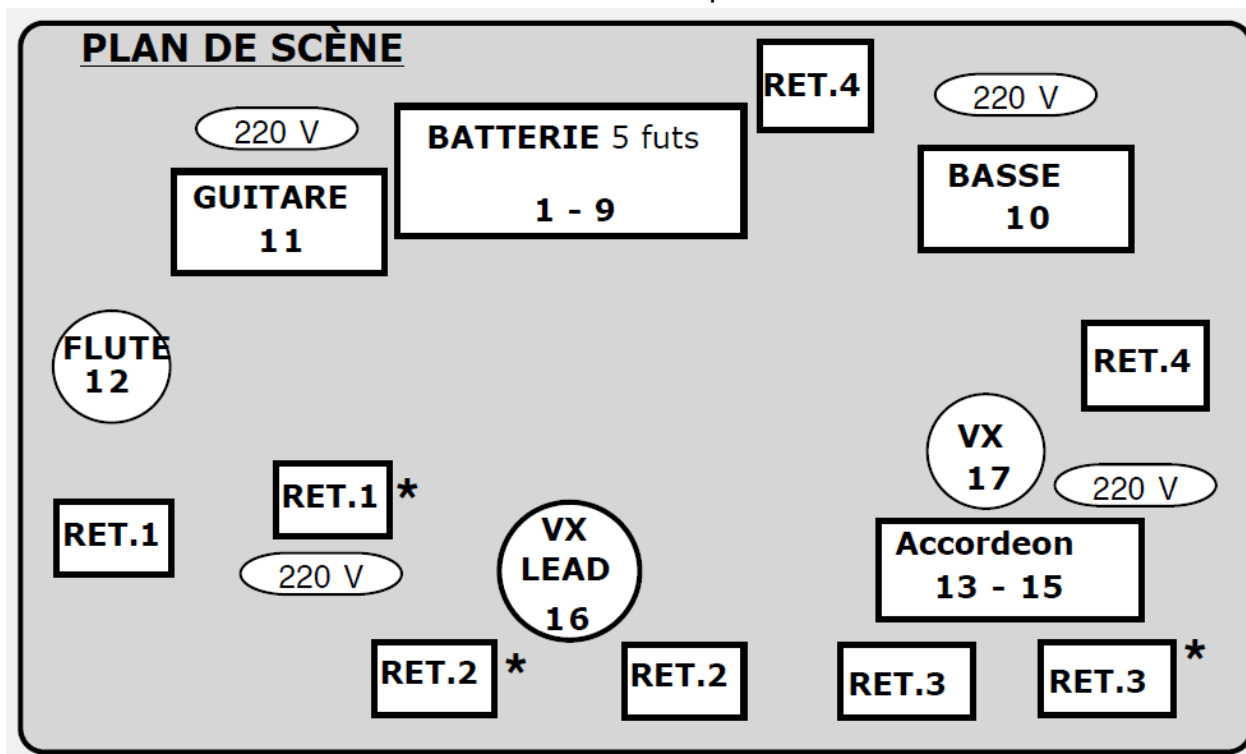 PLAN DE SCÈNE
RET.4
220 V
220 V
BATTERIE 5 futs
1 - 9
GUITARE
11
BASSE
10
FLUTE
12
RET.4
VX
17
220 V
RET.1 *
RET.1
220 V
VX
LEAD
16
Accordeon
13 - 15
RET.2 *
RET.2
RET.3
RET.3 *